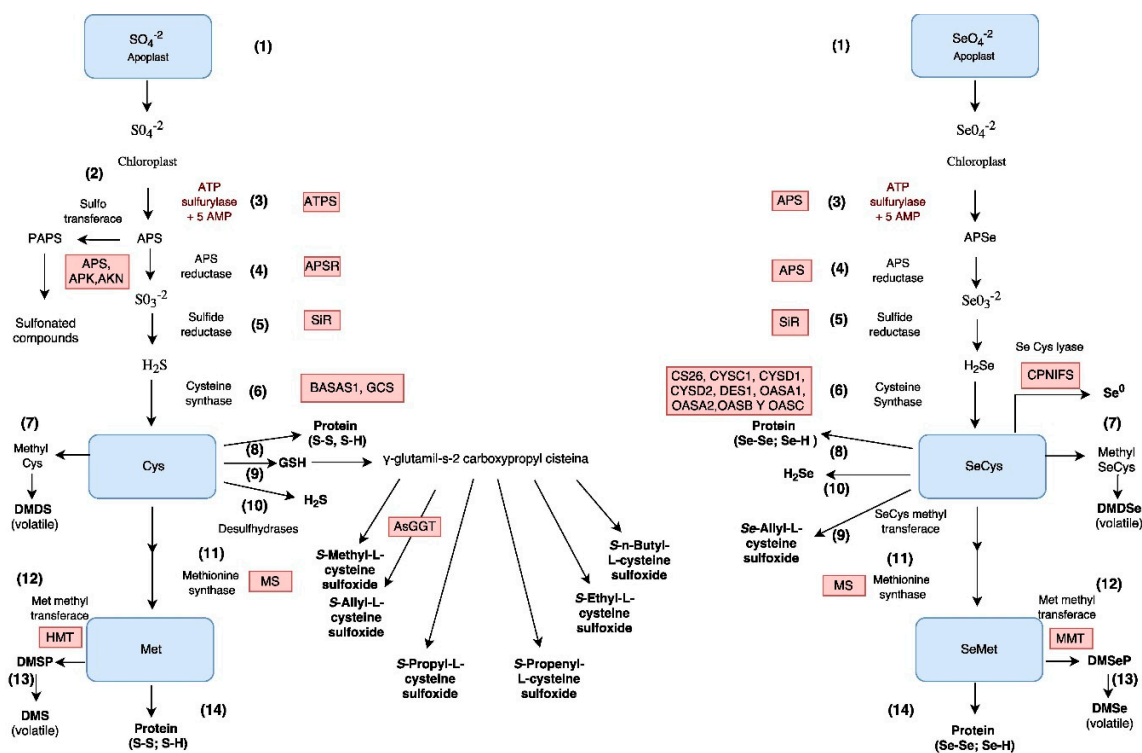 SO₄⁻²
Apoplast
(1)
S0₄⁻²
Chloroplast
(2)
Sulfo
transferace
ATP
sulfurylase
+ 5 AMP
(3)
ATPS
PAPS
APS
APS,
APK,AKN
APS
reductase
(4)
APSR
S0₃⁻²
Sulfonated
compounds
Sulfide
reductase
(5)
SiR
H₂S
Cysteine
synthase
(6)
BASAS1, GCS
(7)
Methyl
Cys
DMDS
(volatile)
Cys
Protein
(S-S, S-H)
(8)
GSH
(9)
γ-glutamil-s-2 carboxypropyl cisteina
H₂S
(10)
Desulfhydrases
AsGGT
S-Methyl-L-
cysteine
sulfoxide
S-Allyl-L-
cysteine
sulfoxide
S-Propyl-L-
cysteine
sulfoxide
S-Propenyl-
L-cysteine
sulfoxide
S-Ethyl-L-
cysteine
sulfoxide
S-n-Butyl-
L-cysteine
sulfoxide
(11)
Methionine
synthase
MS
(12)
Met methyl
transferace
HMT
Met
DMSP
(13)
DMS
(volatile)
(14)
Protein
(S-S; S-H)
(1)
SeO₄⁻²
Apoplast
Se0₄⁻²
Chloroplast
APS
(3)
ATP
sulfurylase
+ 5 AMP
APSe
APS
(4)
APS
reductase
Se0₃⁻²
SiR
(5)
Sulfide
reductase
H₂Se
Se Cys lyase
CPNIFS
Se⁰
CS26, CYSC1, CYSD1,
CYSD2, DES1, OASA1,
OASA2,OASB Y OASC
(6)
Cysteine
Synthase
Protein
(Se-Se; Se-H )
(8)
H₂Se
(10)
SeCys
(7)
Methyl
SeCys
DMDSe
(volatile)
SeCys methyl
transferace
Se-Allyl-L-
cysteine
sulfoxide
(9)
(11)
MS
Methionine
synthase
(12)
Met methyl
transferace
MMT
SeMet
DMSeP
(13)
DMSe
(volatile)
(14)
Protein
(Se-Se; Se-H)